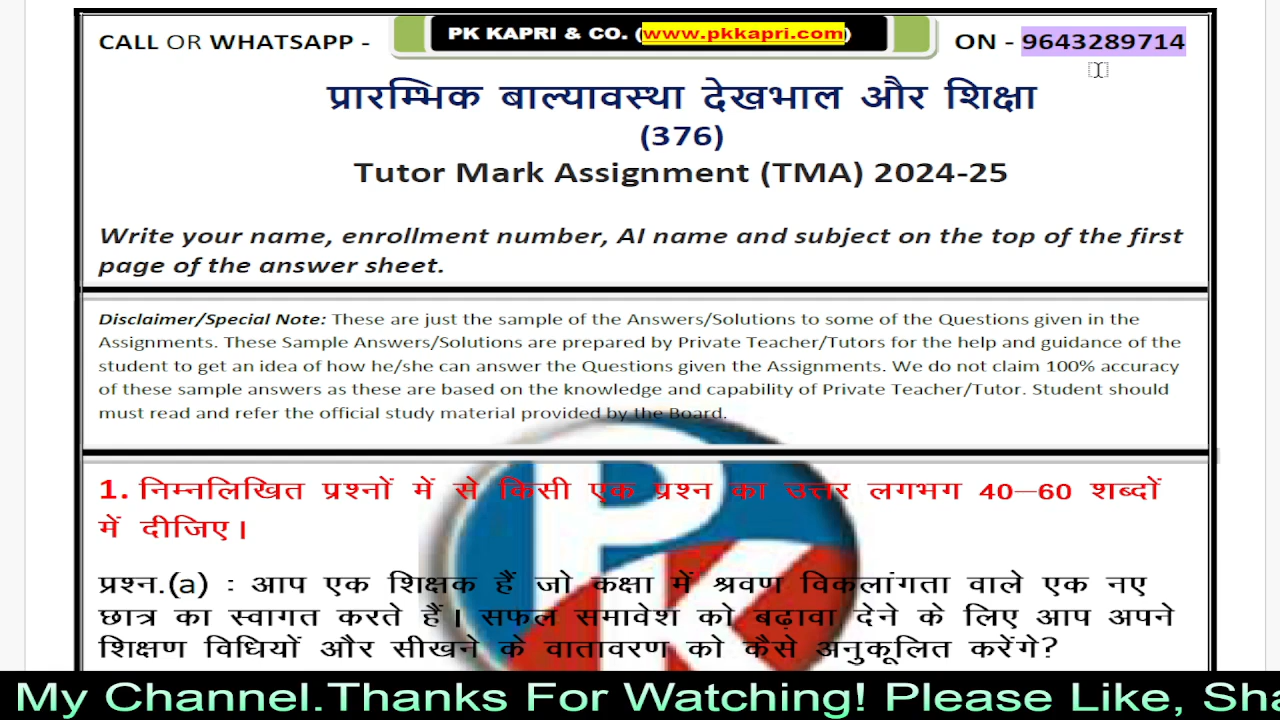 CALL OR WHATSAPP - PK KAPRI & CO. (www.pkkapri.com) ON - 9643289714
प्रारम्भिक बाल्यावस्था देखभाल और शिक्षा
(376)
Tutor Mark Assignment (TMA) 2024-25
Write your name, enrollment number, AI name and subject on the top of the first
page of the answer sheet.
Disclaimer/Special Note: These are just the sample of the Answers/Solutions to some of the Questions given in the
Assignments. These Sample Answers/Solutions are prepared by Private Teacher/Tutors for the help and guidance of the
student to get an idea of how he/she can answer the Questions given the Assignments. We do not claim 100% accuracy
of these sample answers as these are based on the knowledge and capability of Private Teacher/Tutor. Student should
must read and refer the official study material provided by the Board.
1. निम्नलिखित प्रश्नों में से किसी एक प्रश्न का उत्तर लगभग 40–60 शब्दों
में दीजिए।
प्रश्न.(a) : आप एक शिक्षक हैं जो कक्षा में श्रवण विकलांगता वाले एक नए
छात्र का स्वागत करते हैं। सफल समावेश को बढ़ावा देने के लिए आप अपने
शिक्षण विधियों और सीखने के वातावरण को कैसे अनुकूलित करेंगे?
PK
My Channel.Thanks For Watching! Please Like, Sha